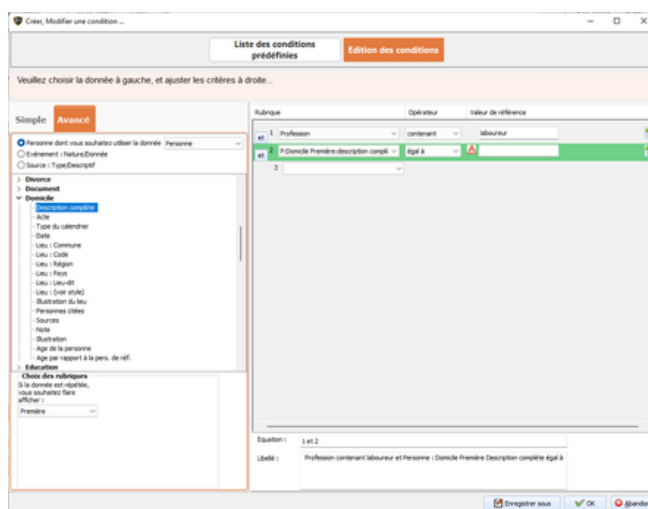 Créer, Modifier une condition ...
Liste des conditions prédéfinies
Edition des conditions
Veuillez choisir la donnée à gauche, et ajuster les critères à droite...
Simple Avancé
Personne dont vous souhaitez utiliser la donnée Personne
Evénement : Nature/Donnée
Source : Type/Descriptif
Divorce
Document
Domicile
Description complète
Acte
Type du calendrier
Date
Lieu : Commune
Lieu : Code
Lieu : Région
Lieu : Pays
Lieu : Lieu-dit
Lieu : (voir style)
Illustration du lieu
Personnes citées
Sources
Note
Illustration
Age de la personne
Age par rapport à la pers. de réf.
Education
Choix des rubriques
Si la donnée est répétée,
vous souhaitez faire
afficher :
Première
Rubrique Opérateur Valeur de référence
et 1 Profession contenant laboureur
et 2 P:Domicile Première:description complè égal à
3
Equation : 1 et 2
Libellé : Profession contenant laboureur et Personne : Domicile Première Description complète égal à
Enregistrer sous OK Abandon